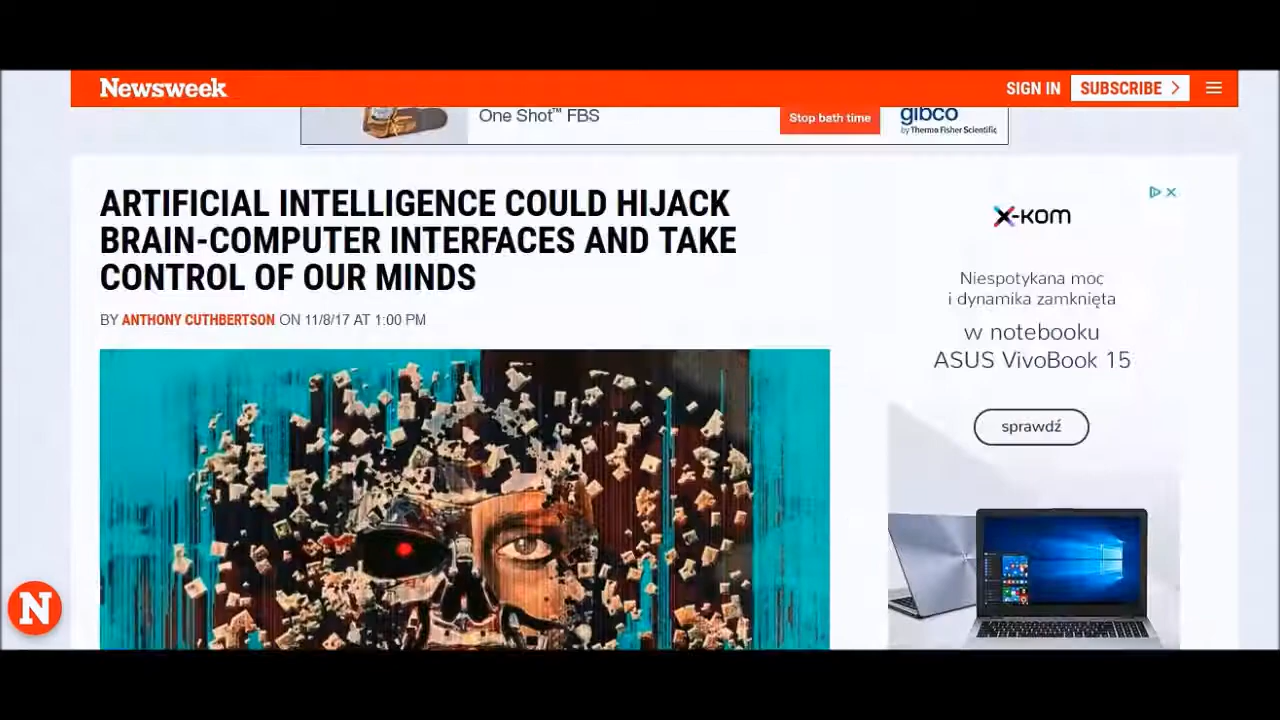 Newsweek
SIGN IN
SUBSCRIBE
One Shot™ FBS
Stop bath time
gibco
by Thermo Fisher Scientific
ARTIFICIAL INTELLIGENCE COULD HIJACK
BRAIN-COMPUTER INTERFACES AND TAKE
CONTROL OF OUR MINDS
BY ANTHONY CUTHBERTSON ON 11/8/17 AT 1:00 PM
X-KOM
Niespotykana moc
i dynamika zamknięta
w notebooku
ASUS VivoBook 15
sprawdź
N